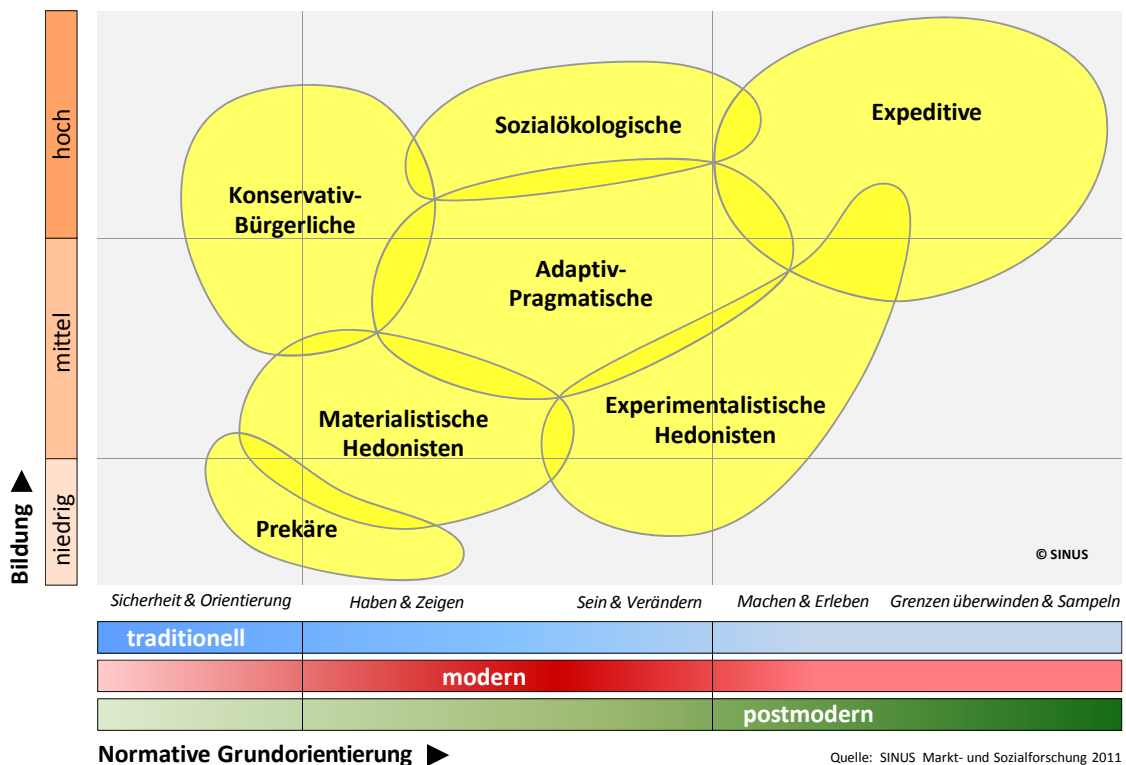 hoch
mittel
niedrig
Bildung ▶
Sozialökologische
Expeditive
Konservativ-
Bürgerliche
Adaptiv-
Pragmatische
Materialistische
Hedonisten
Experimentalistische
Hedonisten
Prekäre
© SINUS
Sicherheit & Orientierung
Haben & Zeigen
Sein & Verändern
Machen & Erleben
Grenzen überwinden & Sampeln
traditionell
modern
postmodern
Normative Grundorientierung ▶
Quelle: SINUS Markt- und Sozialforschung 2011